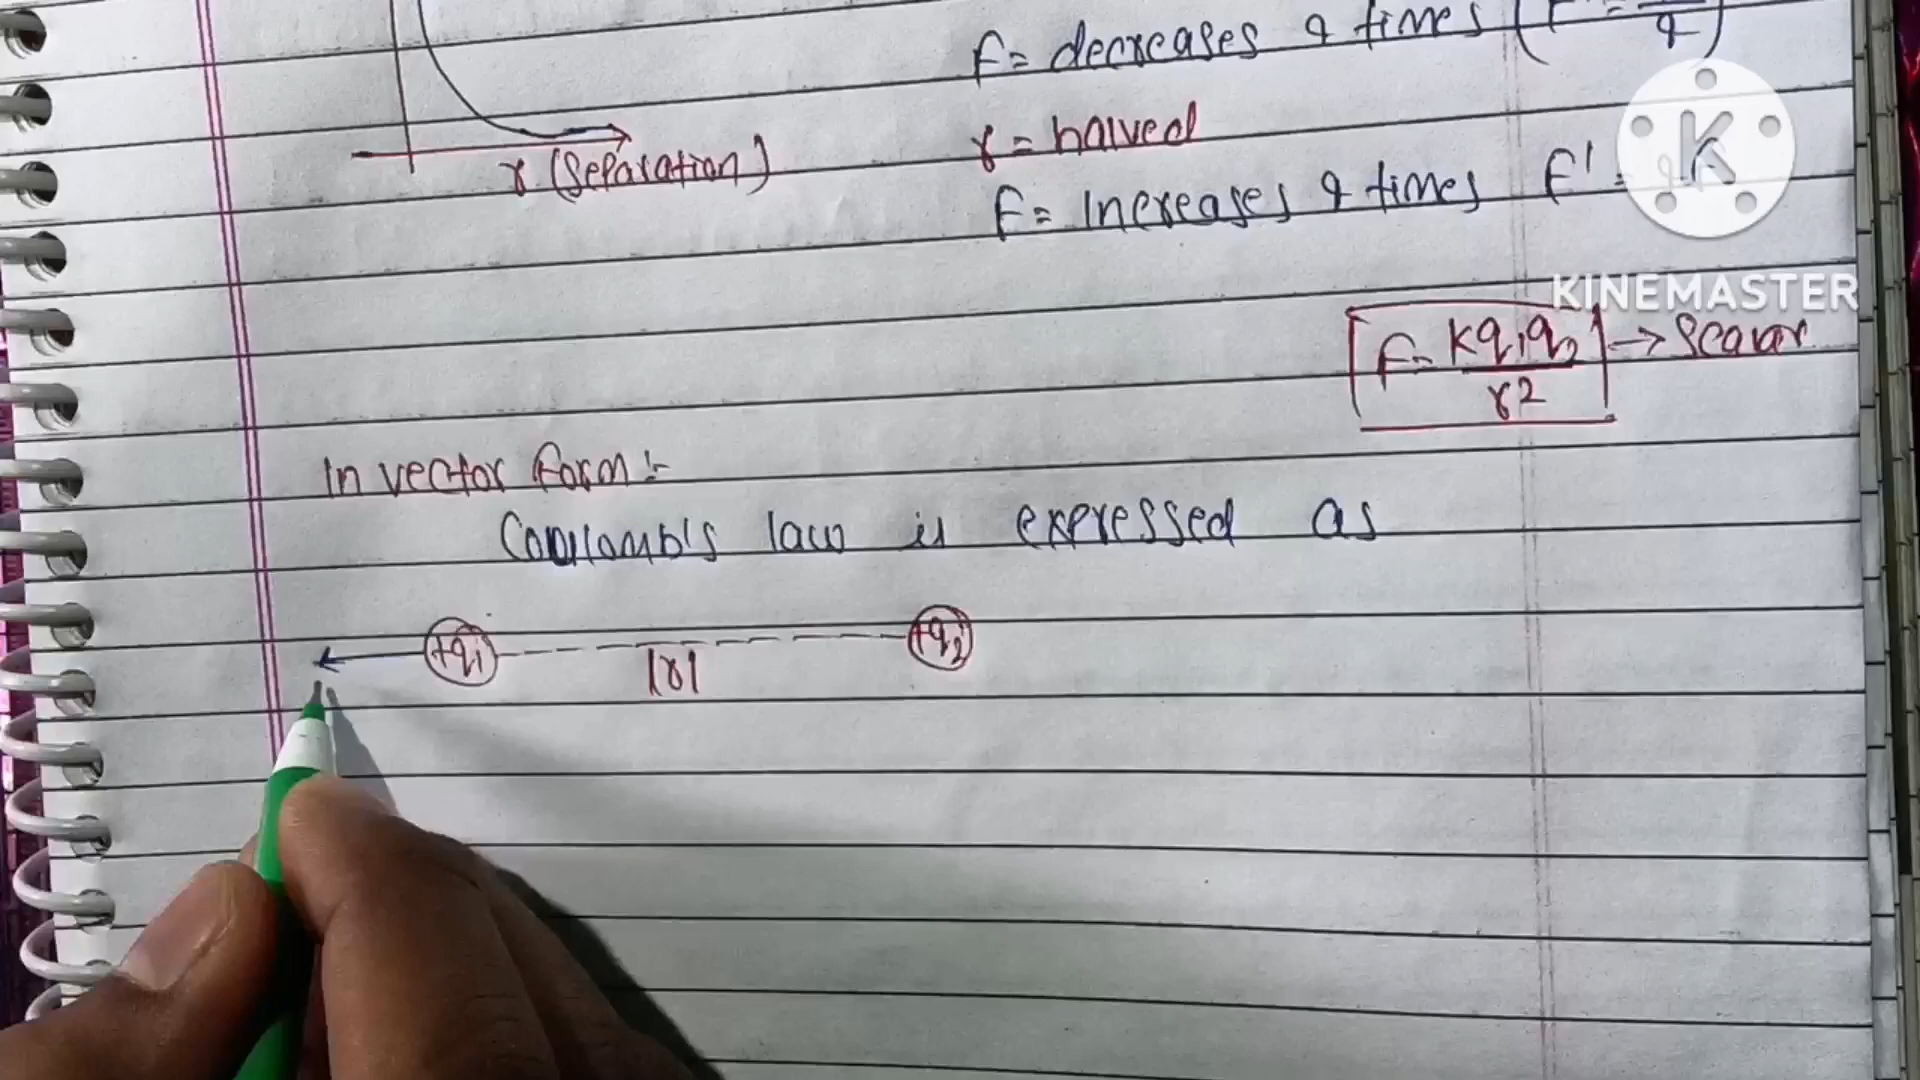 F = decreases 4 times (F' =
4)
r (Separation)
r = halved
F = Increases 4 times F' =
K
KINEMASTER
F = Kq1q2 → Scalar
r2
In vector form :-
Coulomb's law is expressed as
+q1 |r| +q2